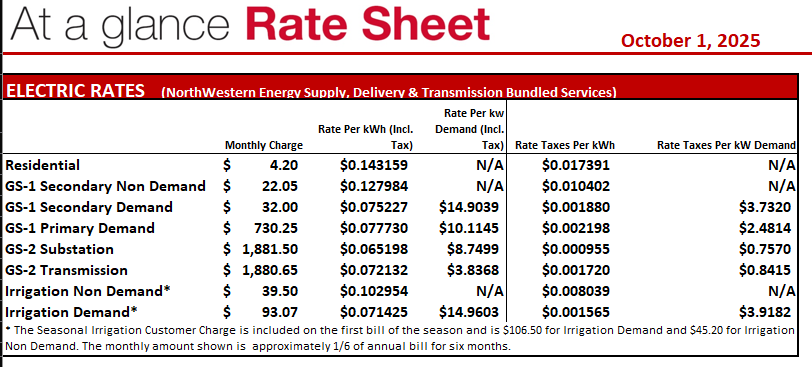 At a glance Rate Sheet
October 1, 2025
ELECTRIC RATES (NorthWestern Energy Supply, Delivery & Transmission Bundled Services)
Monthly Charge Rate Per kWh (Incl. Tax) Rate Per kw Demand (Incl. Tax) Rate Taxes Per kWh Rate Taxes Per kW Demand
Residential $ 4.20 $0.143159 N/A $0.017391 N/A
GS-1 Secondary Non Demand $ 22.05 $0.127984 N/A $0.010402 N/A
GS-1 Secondary Demand $ 32.00 $0.075227 $14.9039 $0.001880 $3.7320
GS-1 Primary Demand $ 730.25 $0.077730 $10.1145 $0.002198 $2.4814
GS-2 Substation $ 1,881.50 $0.065198 $8.7499 $0.000955 $0.7570
GS-2 Transmission $ 1,880.65 $0.072132 $3.8368 $0.001720 $0.8415
Irrigation Non Demand* $ 39.50 $0.102954 N/A $0.008039 N/A
Irrigation Demand* $ 93.07 $0.071425 $14.9603 $0.001565 $3.9182
* The Seasonal Irrigation Customer Charge is included on the first bill of the season and is $106.50 for Irrigation Demand and $45.20 for Irrigation
Non Demand. The monthly amount shown is approximately 1/6 of annual bill for six months.